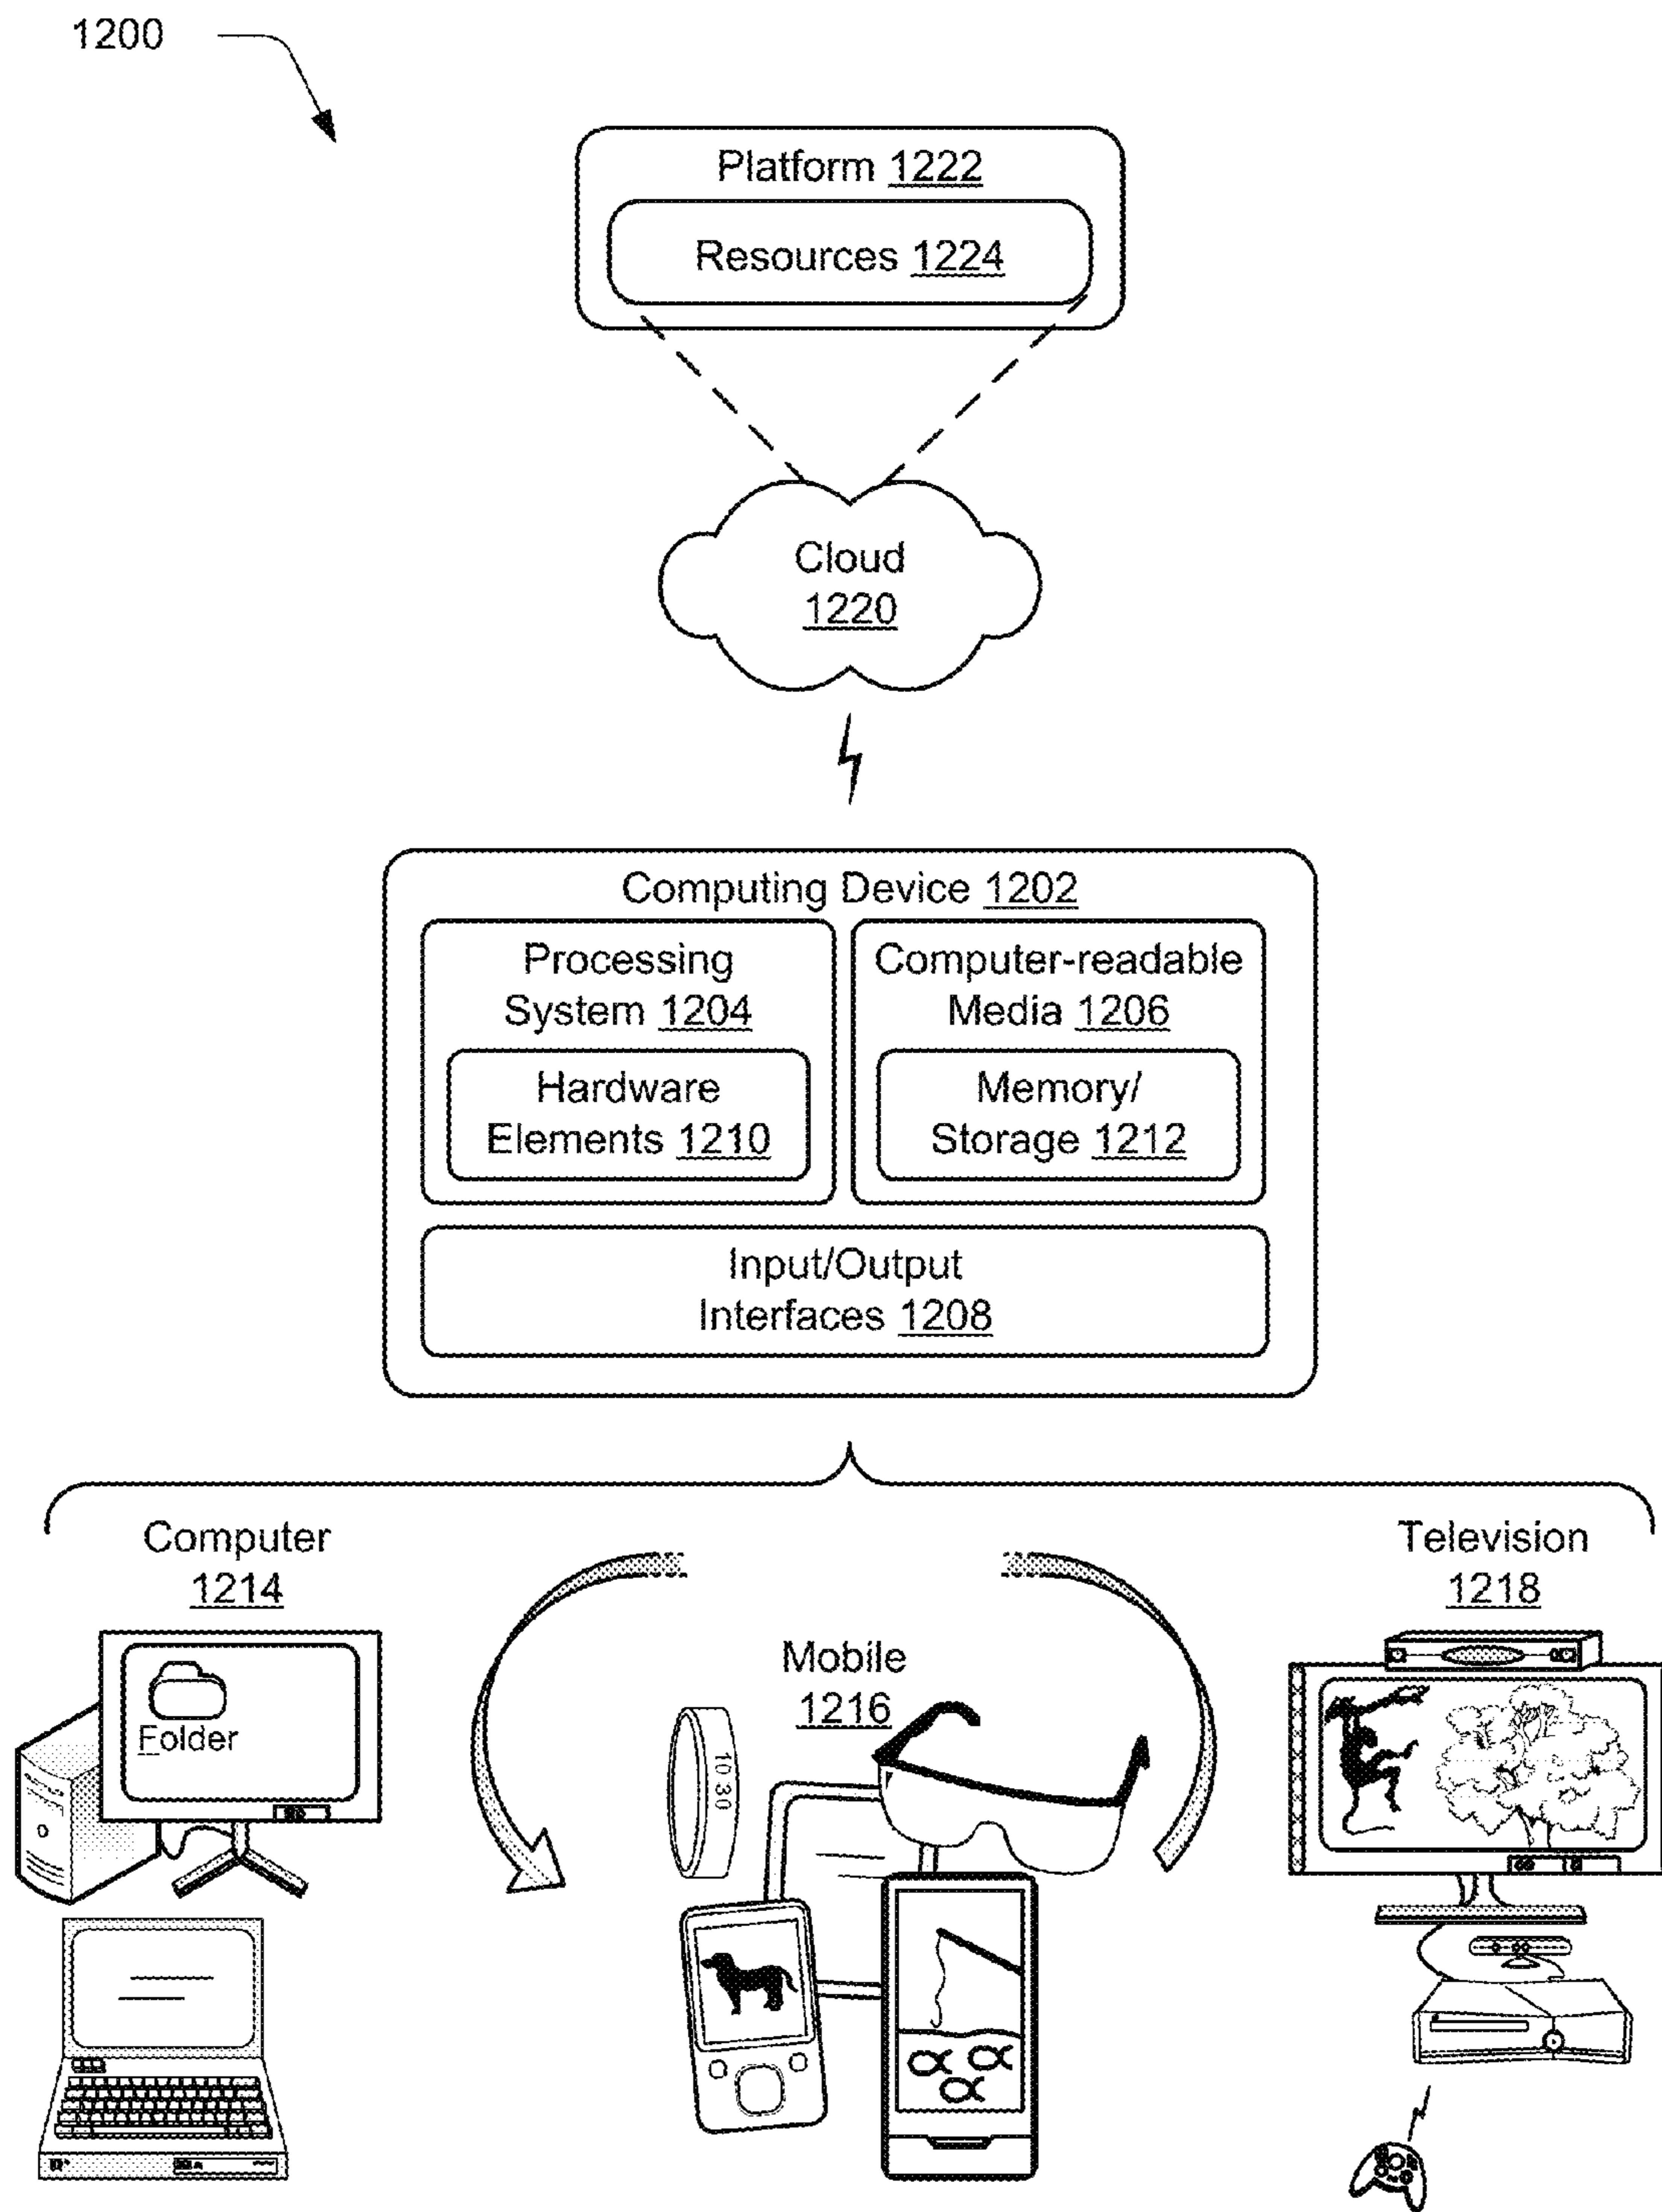 1200
Platform 1222
Resources 1224
Cloud
1220
Computing Device 1202
Processing
System 1204
Hardware
Elements 1210
Computer-readable
Media 1206
Memory/
Storage 1212
Input/Output
Interfaces 1208
Computer
1214
Folder
Mobile
1216
10 30
Television
1218